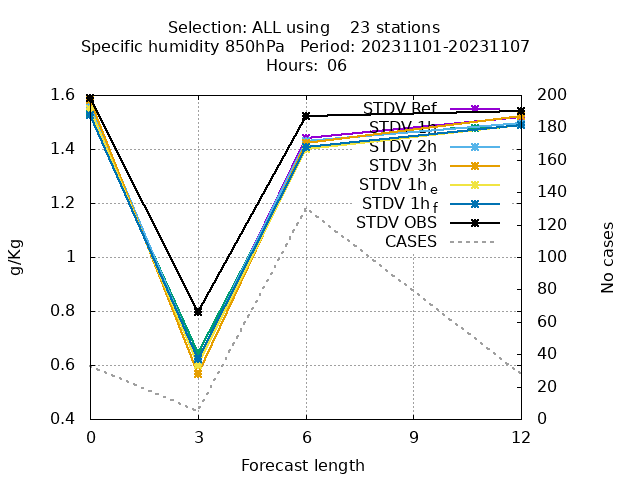 Selection: ALL using 23 stations
Specific humidity 850hPa Period: 20231101-20231107
Hours: 06
1.6
1.4
1.2
1
0.8
0.6
0.4
g/Kg
STDV Ref
STDV 1h
STDV 2h
STDV 3h
STDV 1h e
STDV 1h f
STDV OBS
CASES
200
180
160
140
120
100
80
60
40
20
0
No cases
0 3 6 9 12
Forecast length